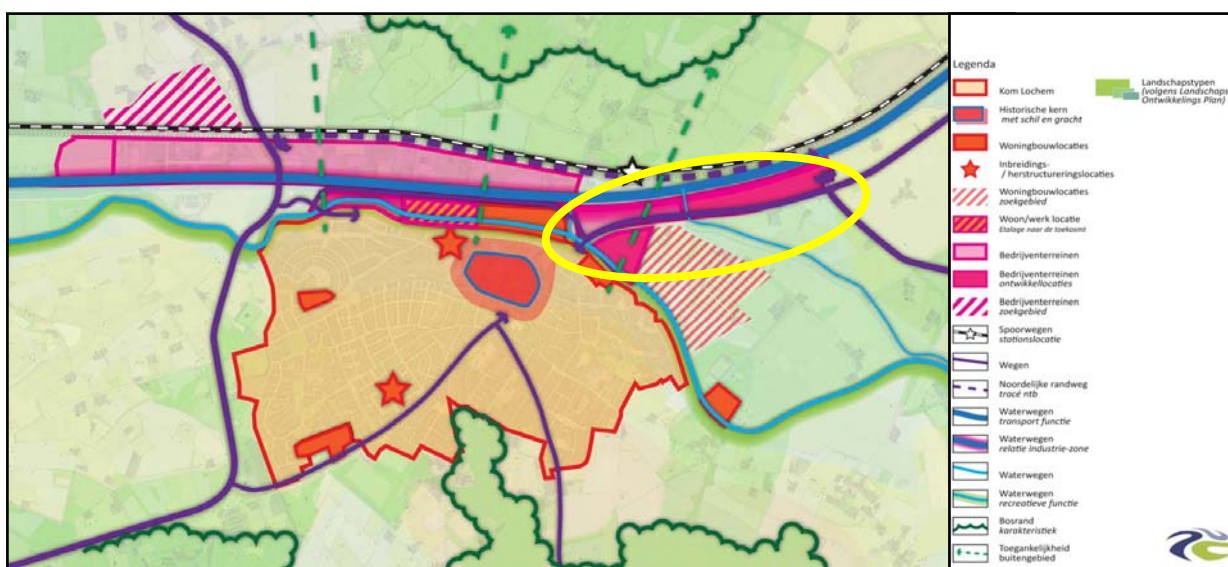 Legenda
Kom Lochem
Historische kern
met schil en gracht
Woningbouwlocaties
Inbreidings-
/ herstructureringslocaties
Woningbouwlocaties
zoekgebied
Woon/werk locatie
Etalage naar de toekomst
Bedrijventerreinen
Bedrijventerreinen
ontwikkellocaties
Bedrijventerreinen
zoekgebied
Spoorwegen
stationslocatie
Wegen
Noordelijke randweg
tracé ntb
Waterwegen
transport functie
Waterwegen
relatie industrie-zone
Waterwegen
Waterwegen
recreatieve functie
Bosrand
karakteristiek
Toegankelijkheid
buitengebied
Landschapstypen
(volgens Landschaps
Ontwikkelings Plan)